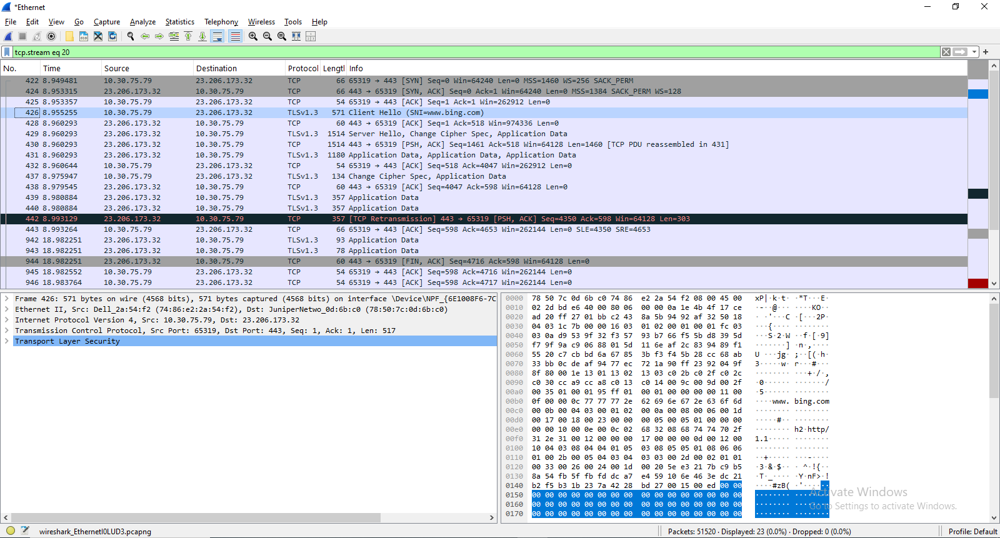 *Ethernet
File Edit View Go Capture Analyze Statistics Telephony Wireless Tools Help
tcp.stream eq 20
No. Time Source Destination Protocol Lengtl Info
422 8.949481 10.30.75.79 23.206.173.32 TCP 66 65319 → 443 [SYN] Seq=0 Win=64240 Len=0 MSS=1460 WS=256 SACK_PERM
424 8.953315 23.206.173.32 10.30.75.79 TCP 66 443 → 65319 [SYN, ACK] Seq=0 Ack=1 Win=64240 Len=0 MSS=1384 SACK_PERM WS=128
425 8.953357 10.30.75.79 23.206.173.32 TCP 54 65319 → 443 [ACK] Seq=1 Ack=1 Win=262912 Len=0
426 8.955255 10.30.75.79 23.206.173.32 TLSv1.3 571 Client Hello (SNI=www.bing.com)
428 8.960293 23.206.173.32 10.30.75.79 TCP 60 443 → 65319 [ACK] Seq=1 Ack=518 Win=974336 Len=0
429 8.960293 23.206.173.32 10.30.75.79 TLSv1.3 1514 Server Hello, Change Cipher Spec, Application Data
430 8.960293 23.206.173.32 10.30.75.79 TCP 1514 443 → 65319 [PSH, ACK] Seq=1461 Ack=518 Win=64128 Len=1460 [TCP PDU reassembled in 431]
431 8.960293 23.206.173.32 10.30.75.79 TLSv1.3 1180 Application Data, Application Data, Application Data
432 8.960644 10.30.75.79 23.206.173.32 TCP 54 65319 → 443 [ACK] Seq=518 Ack=4047 Win=262912 Len=0
437 8.975947 10.30.75.79 23.206.173.32 TLSv1.3 134 Change Cipher Spec, Application Data
438 8.979545 23.206.173.32 10.30.75.79 TCP 60 443 → 65319 [ACK] Seq=4047 Ack=598 Win=64128 Len=0
439 8.980884 23.206.173.32 10.30.75.79 TLSv1.3 357 Application Data
440 8.980884 23.206.173.32 10.30.75.79 TLSv1.3 357 Application Data
442 8.993129 23.206.173.32 10.30.75.79 TCP 357 [TCP Retransmission] 443 → 65319 [PSH, ACK] Seq=4350 Ack=598 Win=64128 Len=303
443 8.993264 10.30.75.79 23.206.173.32 TCP 66 65319 → 443 [ACK] Seq=598 Ack=4653 Win=262144 Len=0 SLE=4350 SRE=4653
942 18.982251 23.206.173.32 10.30.75.79 TLSv1.3 93 Application Data
943 18.982251 23.206.173.32 10.30.75.79 TLSv1.3 78 Application Data
944 18.982251 23.206.173.32 10.30.75.79 TCP 60 443 → 65319 [FIN, ACK] Seq=4716 Ack=598 Win=64128 Len=0
945 18.982552 10.30.75.79 23.206.173.32 TCP 54 65319 → 443 [ACK] Seq=598 Ack=4716 Win=262144 Len=0
946 18.983764 10.30.75.79 23.206.173.32 TCP 54 65319 → 443 [ACK] Seq=598 Ack=4717 Win=262144 Len=0
Frame 426: 571 bytes on wire (4568 bits), 571 bytes captured (4568 bits) on interface \Device\NPF_{6E1008F6-7C
Ethernet II, Src: Dell_2a:54:f2 (74:86:e2:2a:54:f2), Dst: JuniperNetwo_0d:6b:c0 (78:50:7c:0d:6b:c0)
Internet Protocol Version 4, Src: 10.30.75.79, Dst: 23.206.173.32
Transmission Control Protocol, Src Port: 65319, Dst Port: 443, Seq: 1, Ack: 1, Len: 517
Transport Layer Security
0000 78 50 7c 0d 6b c0 74 86 e2 2a 54 f2 08 00 45 00 xP|·k·t· ·*T···E·
0010 02 2d bd e6 40 00 80 06 00 00 0a 1e 4b 4f 17 ce ·-··@··· ····KO··
0020 ad 20 ff 27 01 bb c2 43 8a 5b 94 92 af 32 50 18 · ·'···C ·[···2P·
0030 04 03 1c 7b 00 00 16 03 01 02 00 01 00 01 fc 03 ···{···· ········
0040 03 0a d9 53 9f 32 f3 57 93 b7 66 f5 5b d8 39 5d ···S·2·W ··f·[·9]
0050 f7 9f 9a c9 06 88 01 5d 11 6e af 2c 83 94 89 f1 ·······] ·n·,····
0060 55 20 c7 cb bd 6a 67 85 3b f3 f4 5b 28 cc 68 ab U ···jg· ;··[(·h·
0070 33 bb 0c de af 94 77 ec 72 1a 90 ff 23 92 04 9f 3·····w· r···#···
0080 8f 80 00 1e 13 01 13 02 13 03 c0 2b c0 2f c0 2c ········ ···+·/·,
0090 c0 30 cc a9 cc a8 c0 13 c0 14 00 9c 00 9d 00 2f ·0······ ·······/
00a0 00 35 01 00 01 95 ff 01 00 01 00 00 00 00 11 00 ·5······ ········
00b0 0f 00 00 0c 77 77 77 2e 62 69 6e 67 2e 63 6f 6d ····www. bing.com
00c0 00 0b 00 04 03 00 01 02 00 0a 00 08 00 06 00 1d ········ ········
00d0 00 17 00 18 00 23 00 00 00 05 00 05 01 00 00 00 ·····#·· ········
00e0 00 00 10 00 0e 00 0c 02 68 32 08 68 74 74 70 2f ········ h2·http/
00f0 31 2e 31 00 12 00 00 00 17 00 00 00 0d 00 12 00 1.1····· ········
0100 10 04 03 08 04 04 01 05 03 08 05 05 01 08 06 06 ········ ········
0110 01 00 2b 00 05 04 03 04 03 03 00 2d 00 02 01 01 ··+····· ···-····
0120 00 33 00 26 00 24 00 1d 00 20 5e e3 21 7b c9 b5 ·3·&·$·· · ^·!{··
0130 8a 54 fb 5f fb fd dc a7 e4 59 10 6e 46 3e dc 21 ·T·_···· ·Y·nF>·!
0140 b2 f5 b3 1b 23 7a 42 28 bd 27 00 15 00 ed 00 00 ····#zB( ·'······
0150 00 00 00 00 00 00 00 00 00 00 00 00 00 00 00 00 ········ ········
0160 00 00 00 00 00 00 00 00 00 00 00 00 00 00 00 00 ········ ········
0170 00 00 00 00 00 00 00 00 00 00 00 00 00 00 00 00 ········ ········
Activate Windows
Go to Settings to activate Windows.
wireshark_EthernetI0LUD3.pcapng
Packets: 51520 · Displayed: 23 (0.0%) · Dropped: 0 (0.0%)
Profile: Default